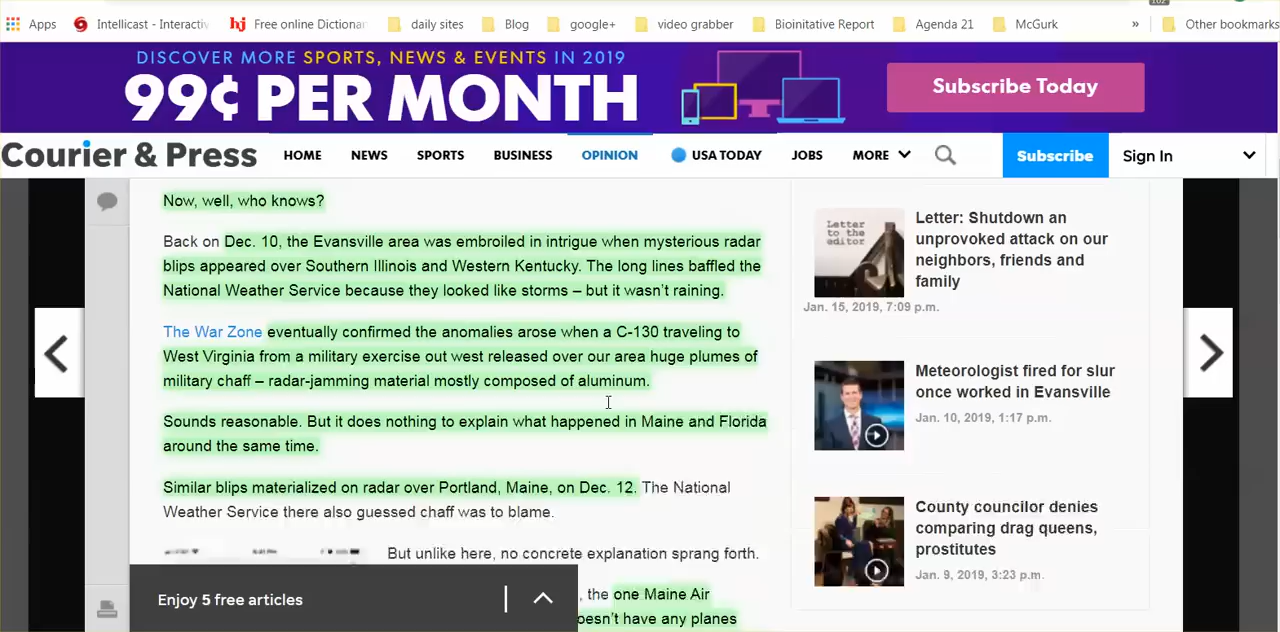 102
Apps Intellicast - Interactiv Free online Dictionar daily sites Blog google+ video grabber Bioinitative Report Agenda 21 McGurk » Other bookmarks
DISCOVER MORE SPORTS, NEWS & EVENTS IN 2019
99¢ PER MONTH
Subscribe Today
Courier & Press HOME NEWS SPORTS BUSINESS OPINION USA TODAY JOBS MORE Subscribe Sign In
Now, well, who knows?
Back on Dec. 10, the Evansville area was embroiled in intrigue when mysterious radar
blips appeared over Southern Illinois and Western Kentucky. The long lines baffled the
National Weather Service because they looked like storms – but it wasn't raining.
The War Zone eventually confirmed the anomalies arose when a C-130 traveling to
West Virginia from a military exercise out west released over our area huge plumes of
military chaff – radar-jamming material mostly composed of aluminum.
Sounds reasonable. But it does nothing to explain what happened in Maine and Florida
around the same time.
Similar blips materialized on radar over Portland, Maine, on Dec. 12. The National
Weather Service there also guessed chaff was to blame.
But unlike here, no concrete explanation sprang forth.
, the one Maine Air
oesn't have any planes
Letter to the editor
Letter: Shutdown an
unprovoked attack on our
neighbors, friends and
family
Jan. 15, 2019, 7:09 p.m.
Meteorologist fired for slur
once worked in Evansville
Jan. 10, 2019, 1:17 p.m.
County councilor denies
comparing drag queens,
prostitutes
Jan. 9, 2019, 3:23 p.m.
Enjoy 5 free articles